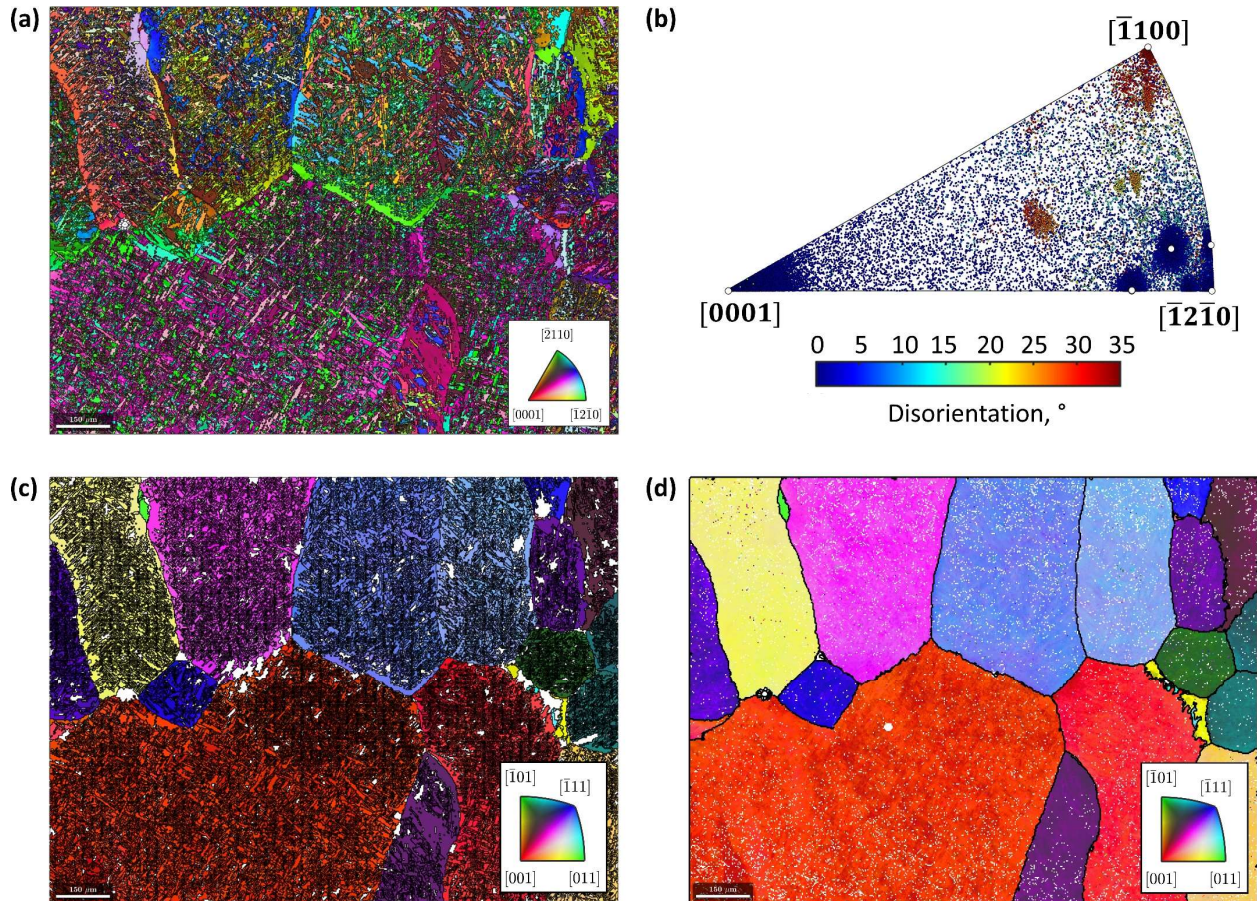 (a)
[2̄110]
[0001]
[1̄21̄0]
150 μm
(b)
[1̄100]
[0001]
[1̄21̄0]
0 5 10 15 20 25 30 35
Disorientation, °
(c)
[1̄01]
[1̄11]
[001]
[011]
150 μm
(d)
[1̄01]
[1̄11]
[001]
[011]
150 μm